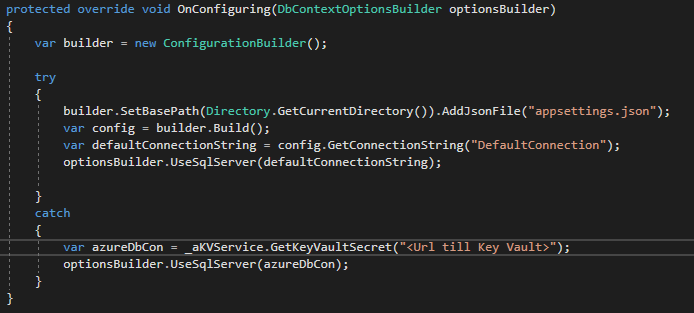 protected override void OnConfiguring(DbContextOptionsBuilder optionsBuilder)
{
var builder = new ConfigurationBuilder();
try
{
builder.SetBasePath(Directory.GetCurrentDirectory()).AddJsonFile("appsettings.json");
var config = builder.Build();
var defaultConnectionString = config.GetConnectionString("DefaultConnection");
optionsBuilder.UseSqlServer(defaultConnectionString);
}
catch
{
var azureDbCon = _aKVService.GetKeyVaultSecret("<Url till Key Vault>");
optionsBuilder.UseSqlServer(azureDbCon);
}
}